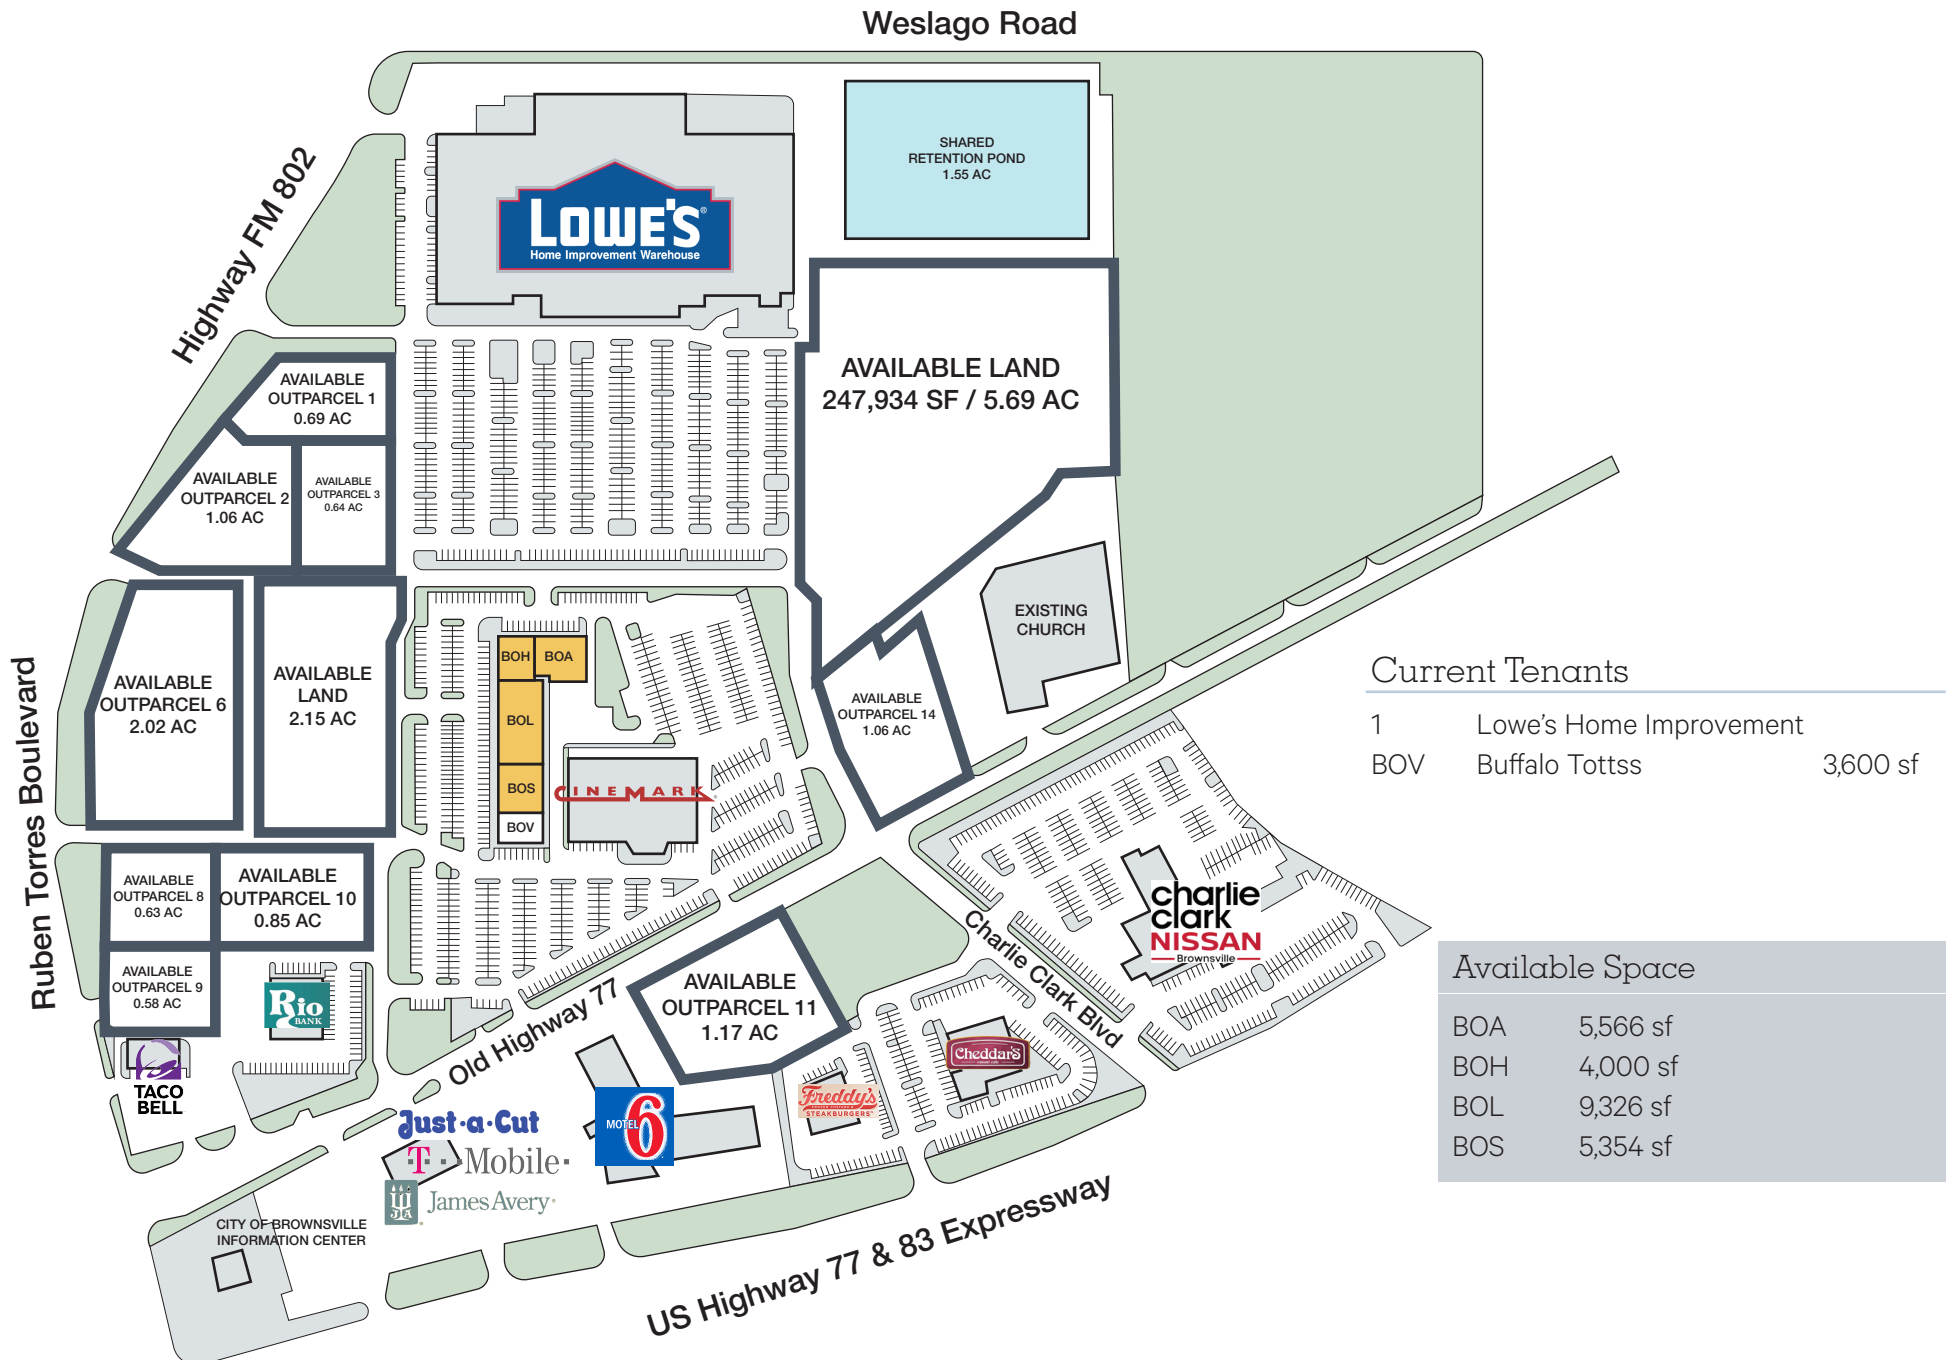 Weslago Road
Highway FM 802
LOWE'S®
Home Improvement Warehouse
SHARED
RETENTION POND
1.55 AC
AVAILABLE LAND
247,934 SF / 5.69 AC
AVAILABLE
OUTPARCEL 1
0.69 AC
AVAILABLE
OUTPARCEL 2
1.06 AC
AVAILABLE
OUTPARCEL 3
0.64 AC
Ruben Torres Boulevard
AVAILABLE
OUTPARCEL 6
2.02 AC
AVAILABLE
LAND
2.15 AC
BOH
BOA
BOL
BOS
BOV
CINEMARK
AVAILABLE
OUTPARCEL 14
1.06 AC
EXISTING
CHURCH
Current Tenants
1 Lowe's Home Improvement
BOV Buffalo Tottss 3,600 sf
AVAILABLE
OUTPARCEL 8
0.63 AC
AVAILABLE
OUTPARCEL 10
0.85 AC
AVAILABLE
OUTPARCEL 9
0.58 AC
Rio
BANK
TACO
BELL
Old Highway 77
AVAILABLE
OUTPARCEL 11
1.17 AC
Charlie Clark Blvd
charlie
clark
NISSAN
Brownsville
Cheddar's
Freddy's
STEAKBURGERS
MOTEL 6
Just-a-Cut
T-Mobile
JA
James Avery
CITY OF BROWNSVILLE
INFORMATION CENTER
US Highway 77 & 83 Expressway
Available Space
BOA 5,566 sf
BOH 4,000 sf
BOL 9,326 sf
BOS 5,354 sf